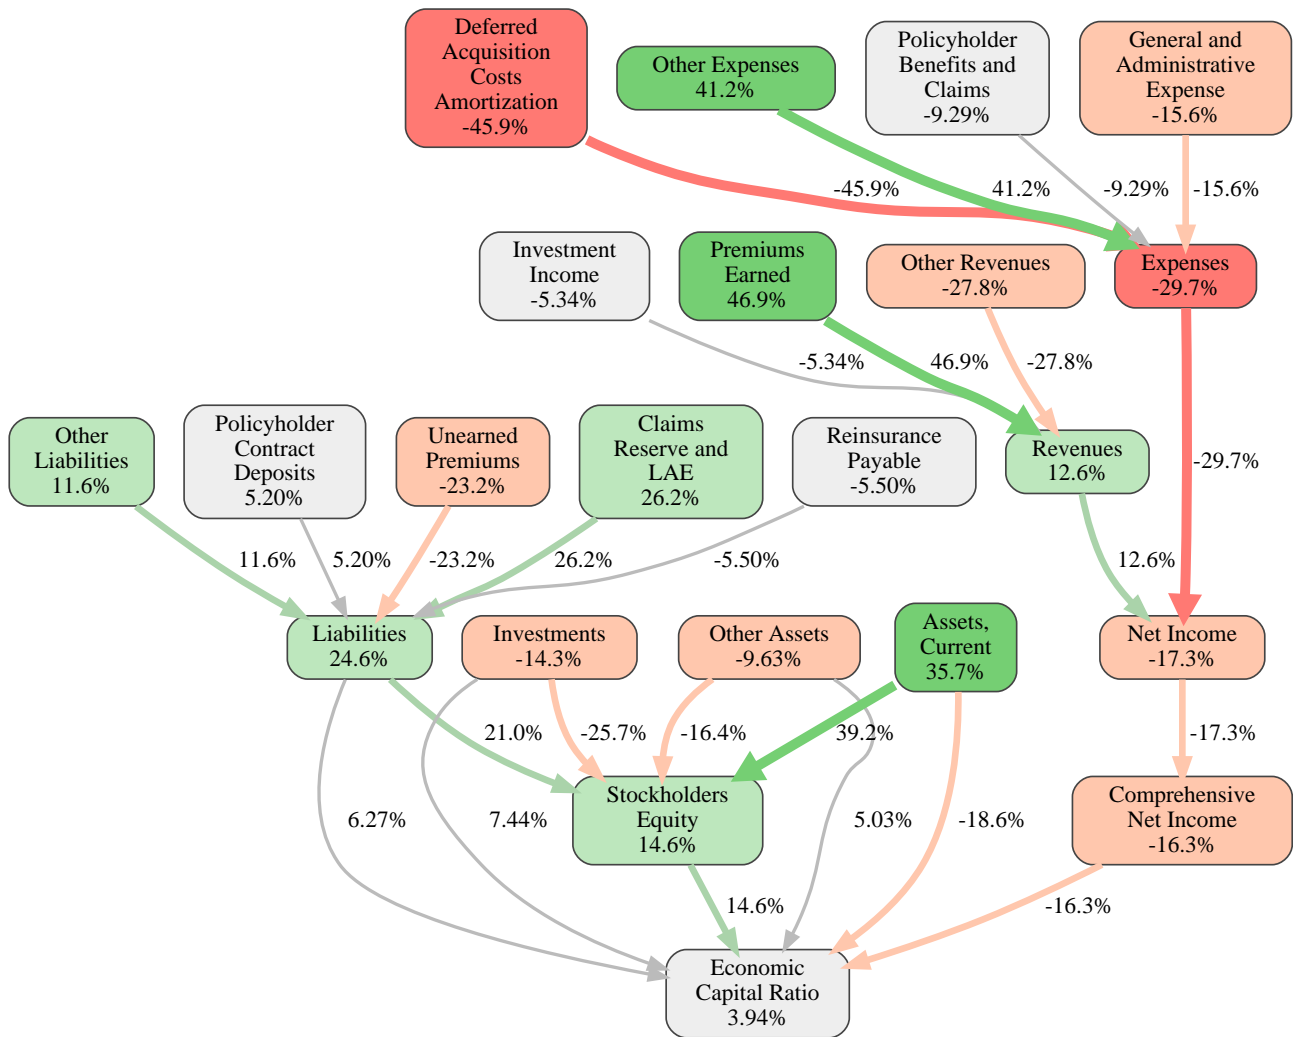 Deferred
Acquisition
Costs
Amortization
-45.9%
Other Expenses
41.2%
Policyholder
Benefits and
Claims
-9.29%
General and
Administrative
Expense
-15.6%
-45.9%
41.2%
-9.29%
-15.6%
Investment
Income
-5.34%
Premiums
Earned
46.9%
Other Revenues
-27.8%
Expenses
-29.7%
-5.34%
46.9%
-27.8%
-29.7%
Other
Liabilities
11.6%
Policyholder
Contract
Deposits
5.20%
Unearned
Premiums
-23.2%
Claims
Reserve and
LAE
26.2%
Reinsurance
Payable
-5.50%
Revenues
12.6%
11.6%
5.20%
-23.2%
26.2%
-5.50%
12.6%
Liabilities
24.6%
Investments
-14.3%
Other Assets
-9.63%
Assets,
Current
35.7%
Net Income
-17.3%
21.0%
-25.7%
-16.4%
39.2%
-17.3%
6.27%
7.44%
Stockholders
Equity
14.6%
5.03%
-18.6%
Comprehensive
Net Income
-16.3%
14.6%
-16.3%
Economic
Capital Ratio
3.94%